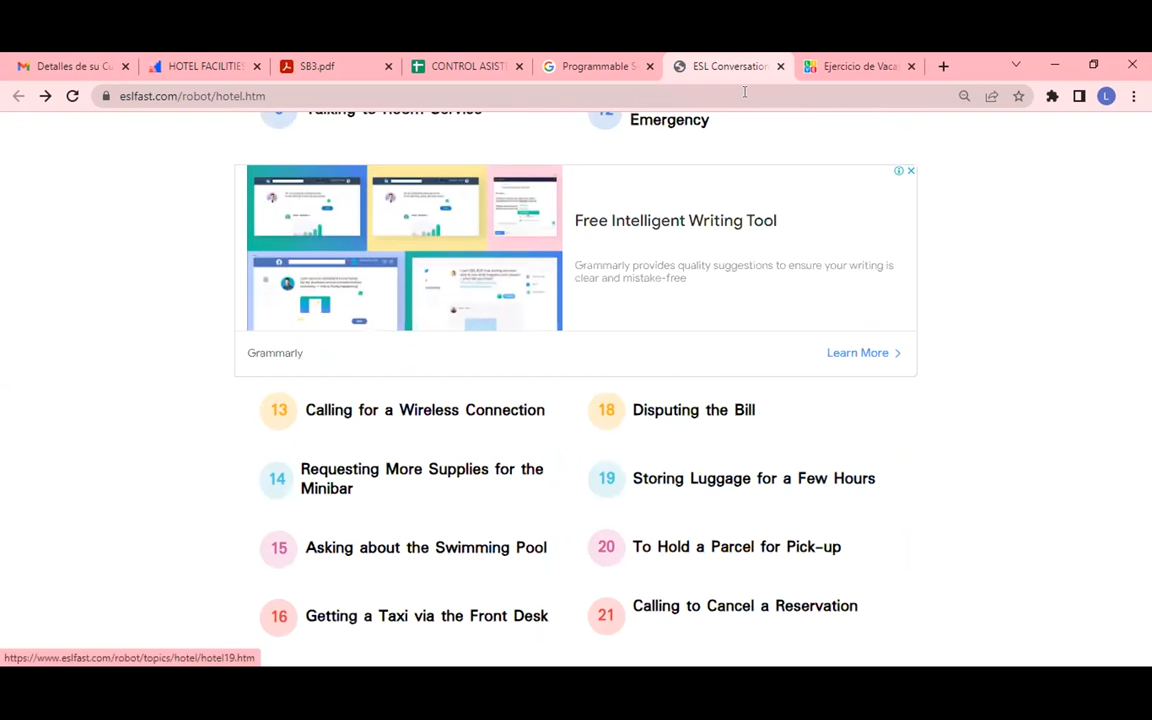 Detalles de su Cu
HOTEL FACILITIES
SB3.pdf
CONTROL ASIST
Programmable S
ESL Conversation
Ejercicio de Vaca
eslfast.com/robot/hotel.htm
L
12
Emergency
Free Intelligent Writing Tool
Grammarly provides quality suggestions to ensure your writing is
clear and mistake-free
Grammarly
Learn More
13 Calling for a Wireless Connection
18 Disputing the Bill
14 Requesting More Supplies for the
Minibar
19 Storing Luggage for a Few Hours
15 Asking about the Swimming Pool
20 To Hold a Parcel for Pick-up
16 Getting a Taxi via the Front Desk
21 Calling to Cancel a Reservation
https://www.eslfast.com/robot/topics/hotel/hotel19.htm